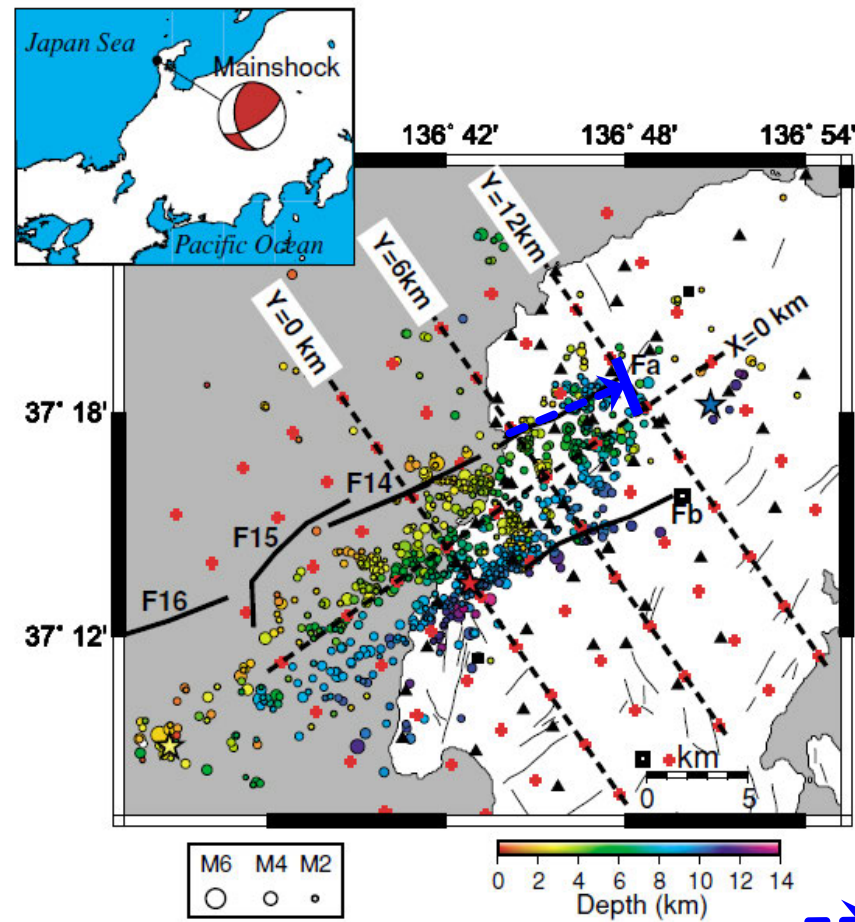 Japan Sea
Mainshock
Pacific Ocean
136° 42'
136° 48'
136° 54'
Y=12km
Y=6km
Y=0 km
X=0 km
Fa
37° 18'
F14
F15
Fb
F16
37° 12'
km
0 5
M6 M4 M2
0 2 4 6 8 10 12 14
Depth (km)